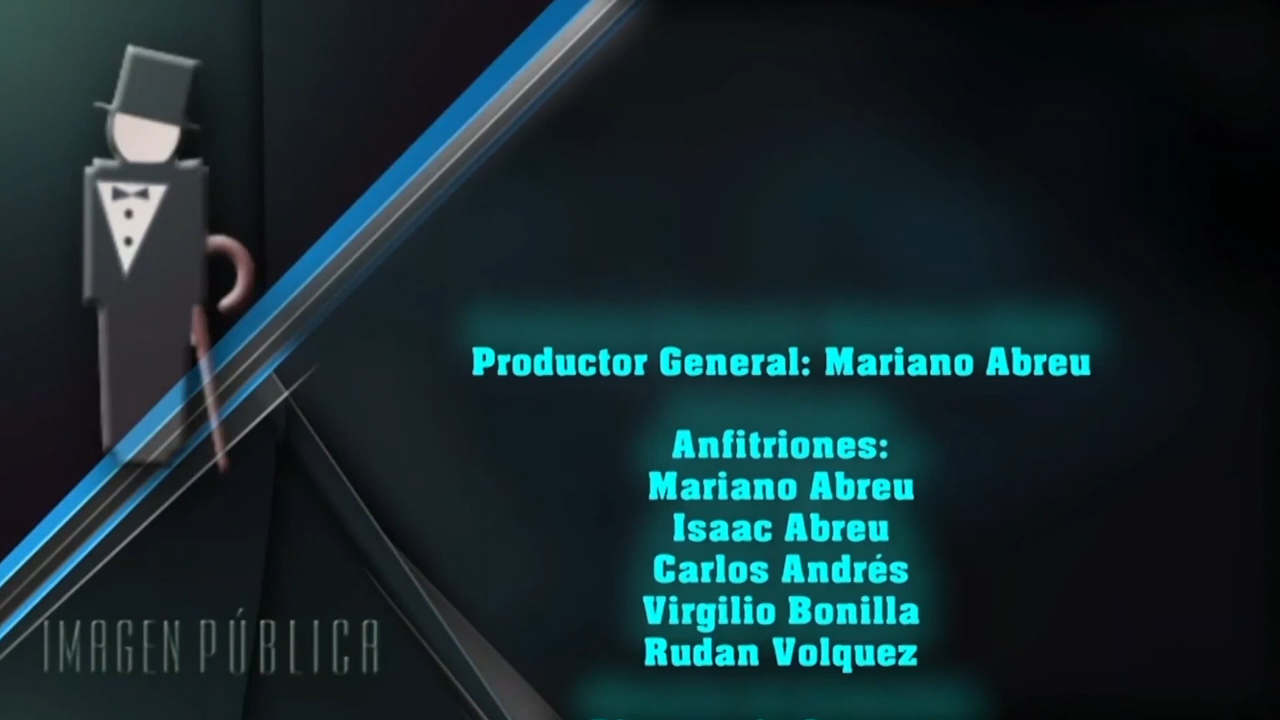 Productor General: Mariano Abreu
Anfitriones:
Mariano Abreu
Isaac Abreu
Carlos Andrés
Virgilio Bonilla
Rudan Volquez
IMAGEN PÚBLICA